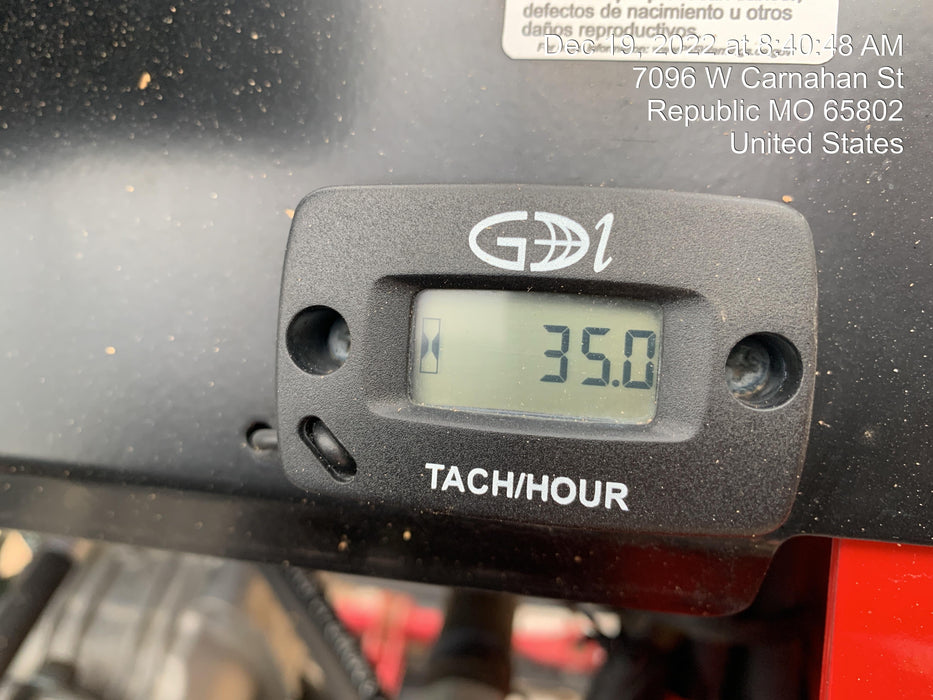 defectos de nacimiento u otros
daños reproductivos.
Dec 19, 2022 at 8:40:48 AM
7096 W Carnahan St
Republic MO 65802
United States
GDi
35.0
TACH/HOUR